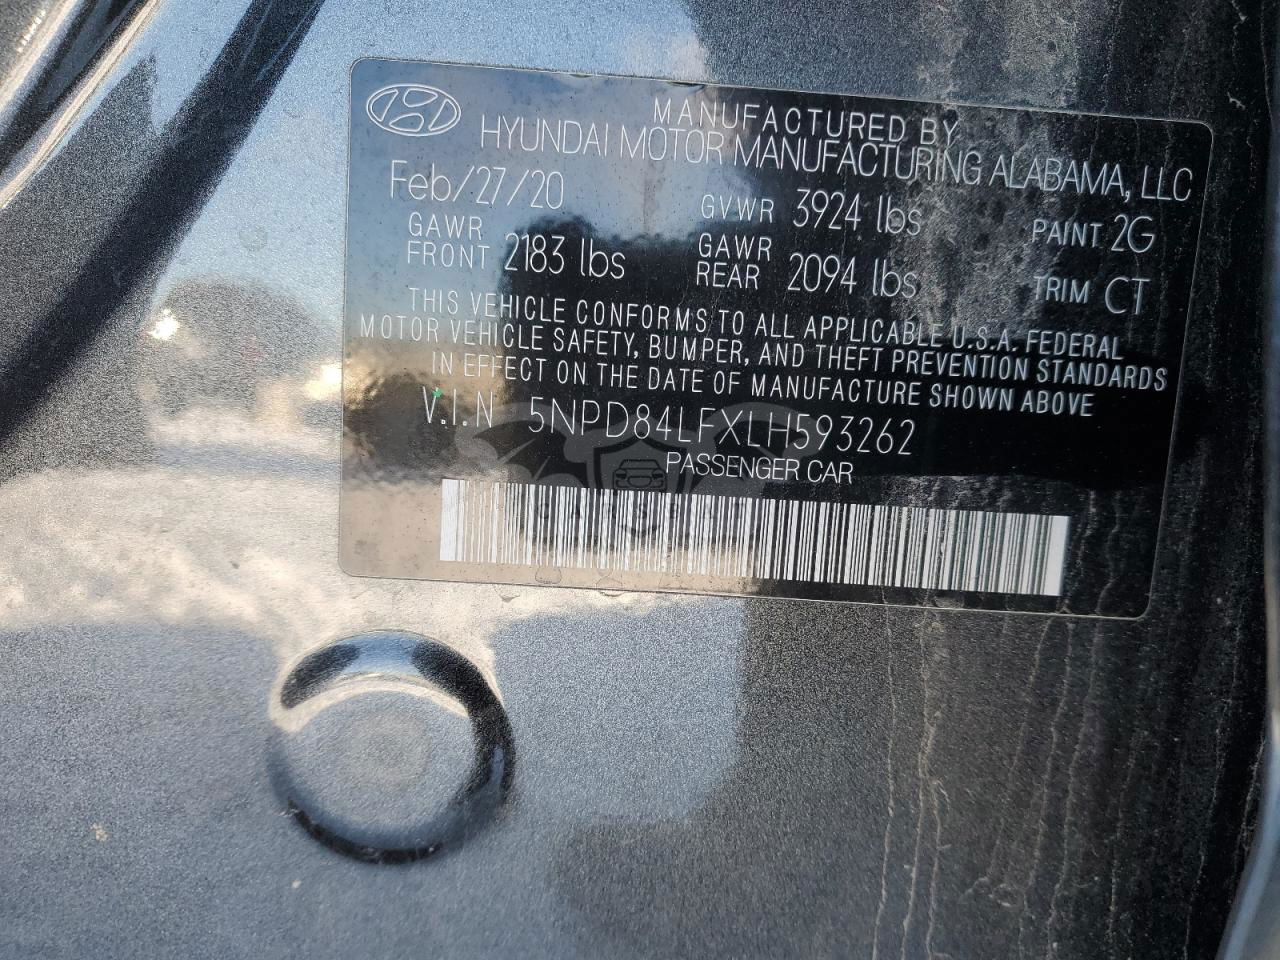 MANUFACTURED BY
HYUNDAI MOTOR MANUFACTURING ALABAMA, LLC
Feb/27/20 GVWR 3924 lbs PAINT 2G
GAWR FRONT 2183 lbs GAWR REAR 2094 lbs TRIM CT
THIS VEHICLE CONFORMS TO ALL APPLICABLE U.S.A. FEDERAL
MOTOR VEHICLE SAFETY, BUMPER, AND THEFT PREVENTION STANDARDS
IN EFFECT ON THE DATE OF MANUFACTURE SHOWN ABOVE
V.I.N 5NPD84LFXLH593262
PASSENGER CAR